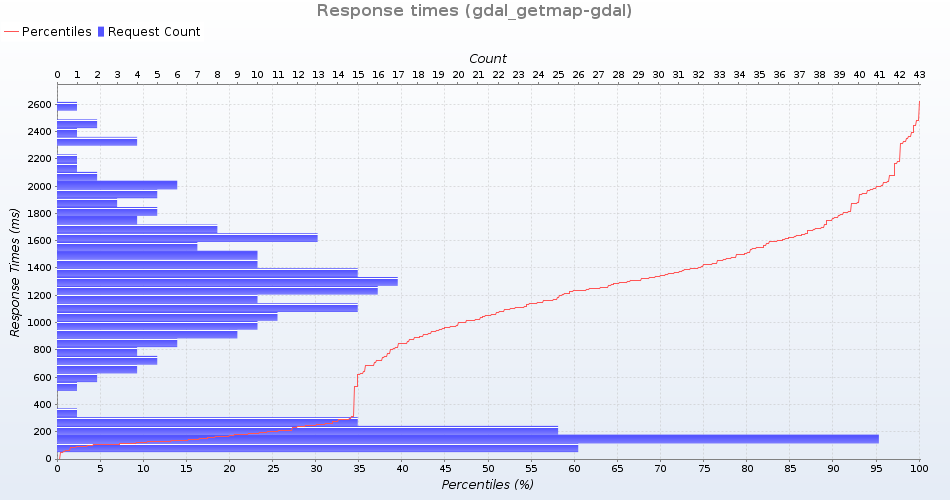 Response times (gdal_getmap-gdal)
Percentiles Request Count
Count
0 1 2 3 4 5 6 7 8 9 10 11 12 13 14 15 16 17 18 19 20 21 22 23 24 25 26 27 28 29 30 31 32 33 34 35 36 37 38 39 40 41 42 43
2600
2400
2200
2000
1800
1600
1400
1200
1000
800
600
400
200
0
Response Times (ms)
0 5 10 15 20 25 30 35 40 45 50 55 60 65 70 75 80 85 90 95 100
Percentiles (%)